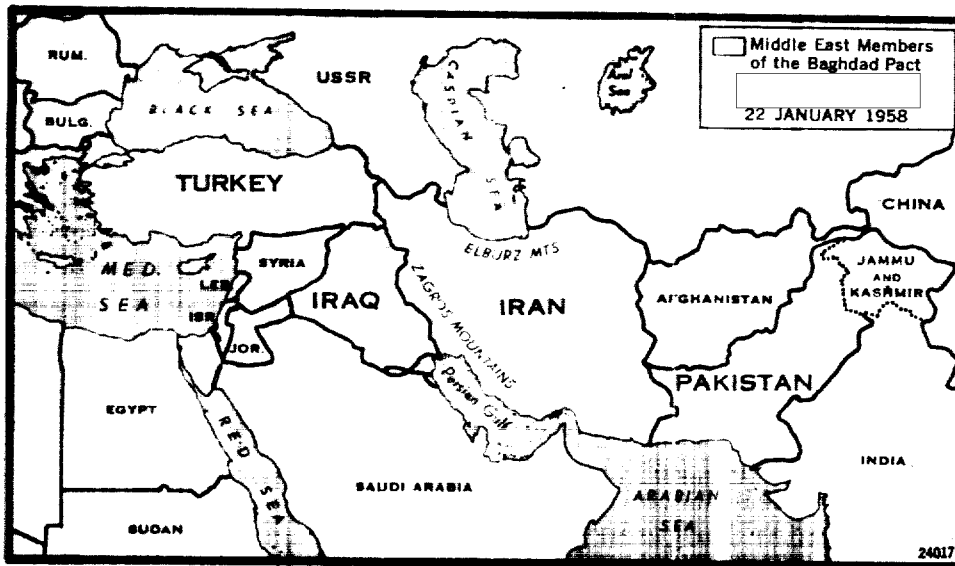 Middle East Members
of the Baghdad Pact
22 JANUARY 1958
RUM.
USSR
CASPIAN SEA
Aral
Sea
BULG.
BLACK SEA
TURKEY
CHINA
ELBURZ MTS.
JAMMU
AND
KASHMIR
MED.
SEA
SYRIA
LEB.
ISR.
IRAQ
ZAGROS MOUNTAINS
IRAN
AFGHANISTAN
JOR.
Persian Gulf
PAKISTAN
EGYPT
RED SEA
INDIA
SAUDI ARABIA
ARABIAN
SEA
SUDAN
24017